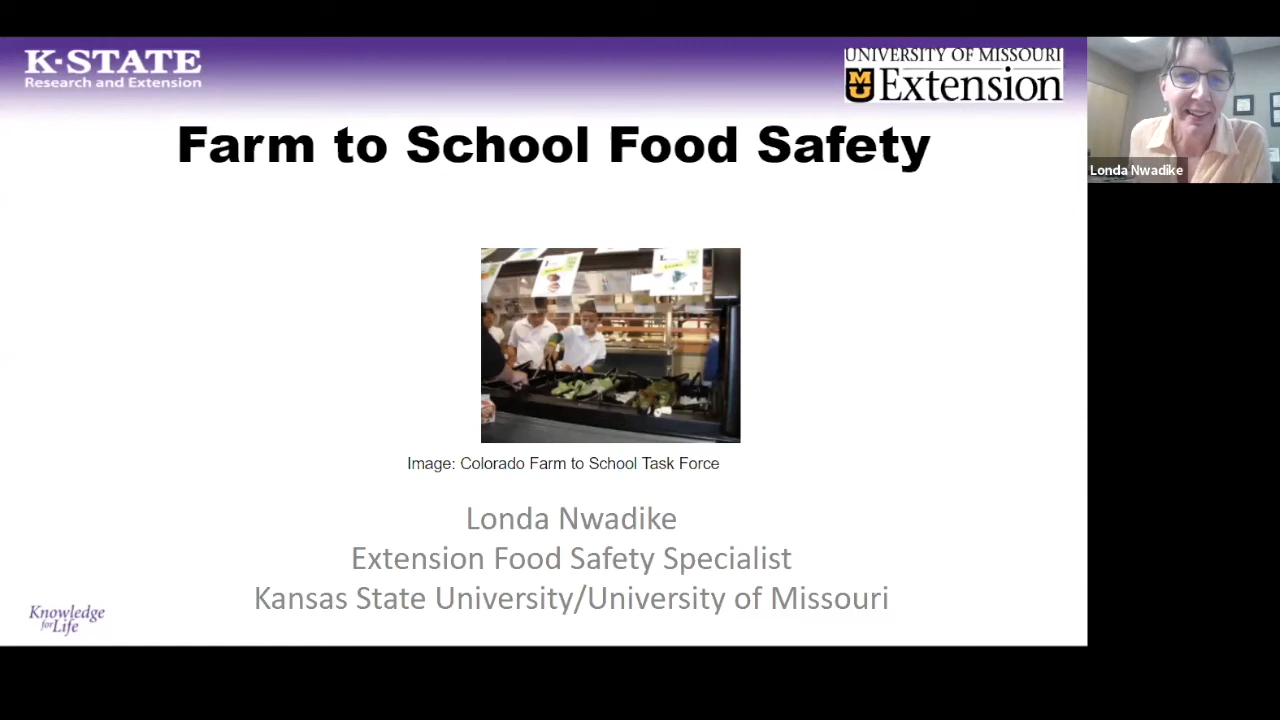 K-STATE
Research and Extension
UNIVERSITY OF MISSOURI
MU Extension
Farm to School Food Safety
Londa Nwadike
Image: Colorado Farm to School Task Force
Londa Nwadike
Extension Food Safety Specialist
Kansas State University/University of Missouri
Knowledge
for Life